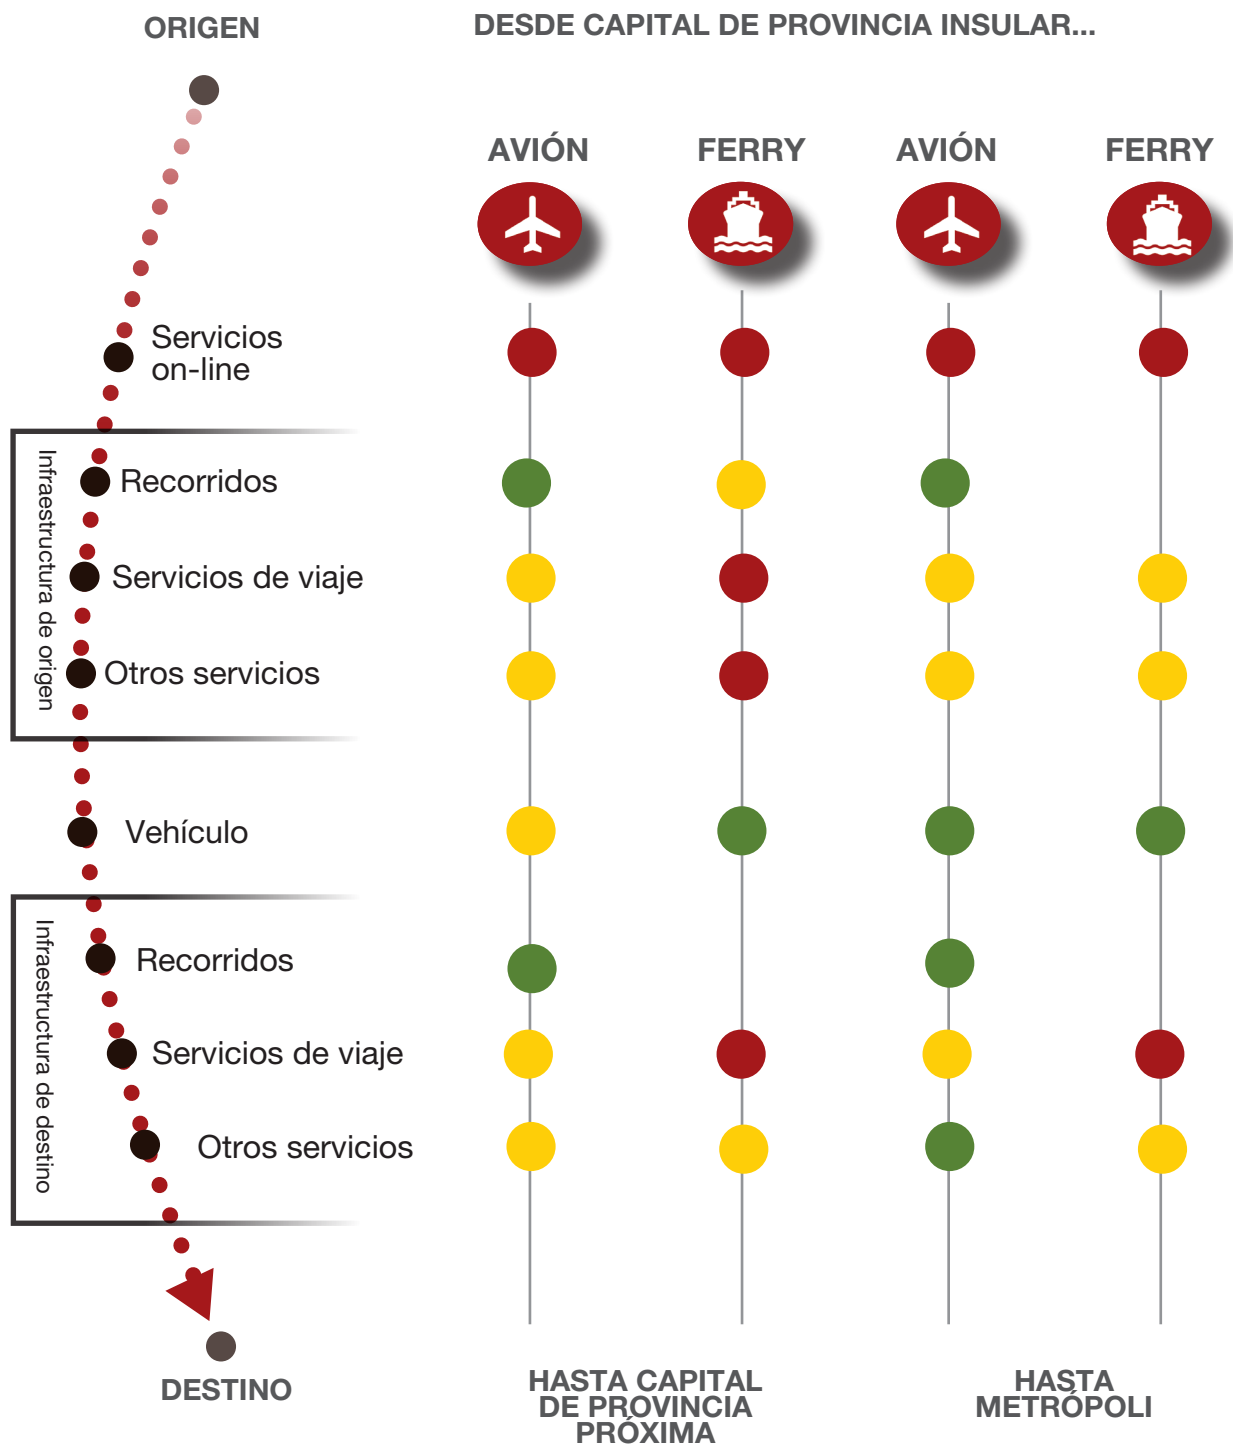 ORIGEN
DESDE CAPITAL DE PROVINCIA INSULAR...
AVIÓN
FERRY
AVIÓN
FERRY
Servicios
on-line
Infraestructura de origen
Recorridos
Servicios de viaje
Otros servicios
Vehículo
Infraestructura de destino
Recorridos
Servicios de viaje
Otros servicios
DESTINO
HASTA CAPITAL
DE PROVINCIA
PRÓXIMA
HASTA
METRÓPOLI